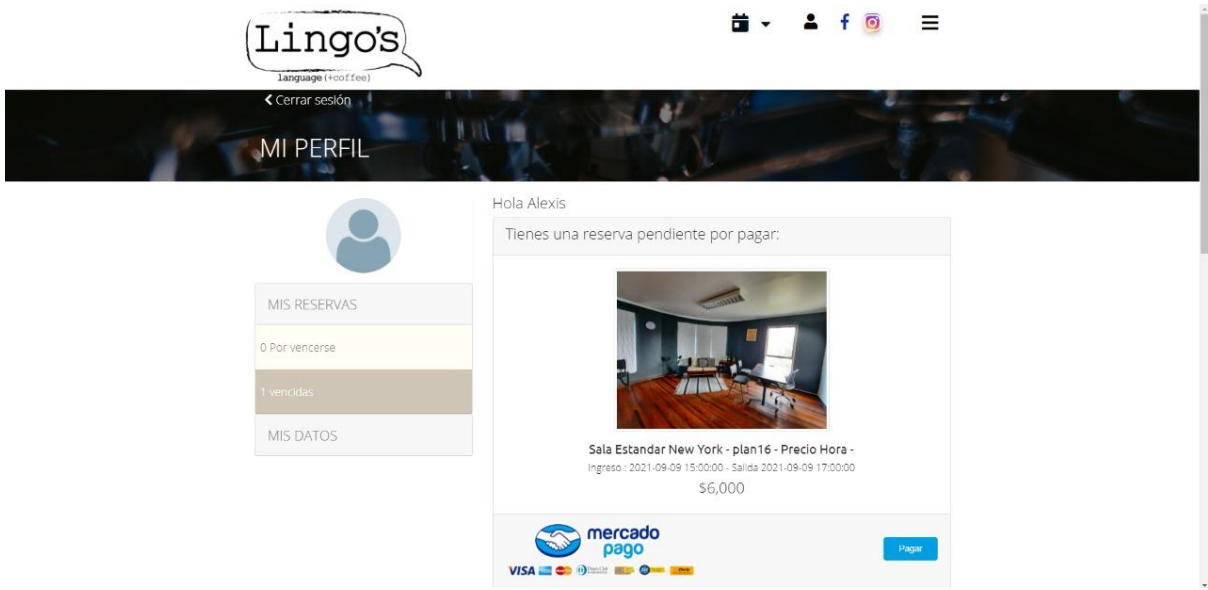 Lingo's
language(+coffee)
Cerrar sesión
MI PERFIL
Hola Alexis
Tienes una reserva pendiente por pagar:
MIS RESERVAS
0 Por vencerse
1 vencidas
MIS DATOS
Sala Estandar New York - plan16 - Precio Hora -
Ingreso : 2021-09-09 15:00:00 - Salida 2021-09-09 17:00:00
$6,000
mercado
pago
Pagar
VISA